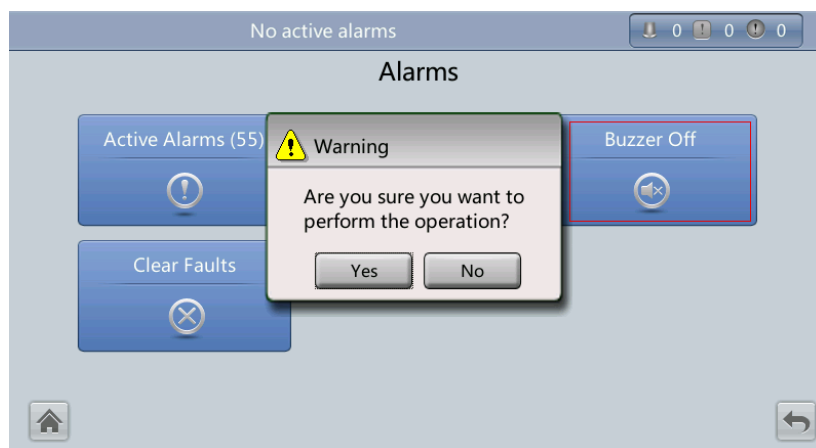 No active alarms
0 0 0
Alarms
Active Alarms (55)
Buzzer Off
Warning
Are you sure you want to
perform the operation?
Yes No
Clear Faults